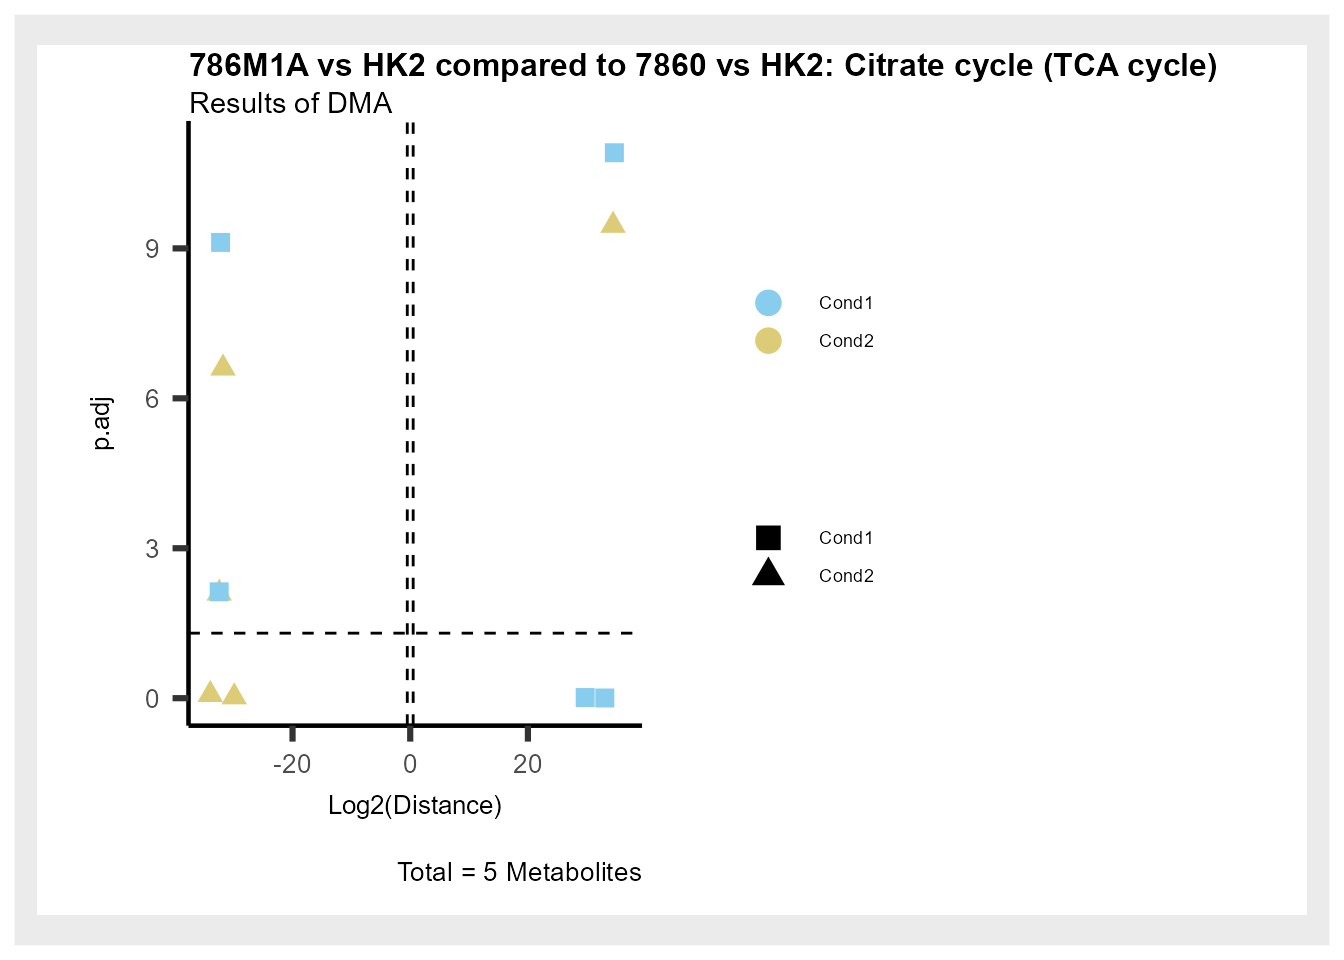 786M1A vs HK2 compared to 7860 vs HK2: Citrate cycle (TCA cycle)
Results of DMA
9
6
3
0
p.adj
-20 0 20
Log2(Distance)
Total = 5 Metabolites
Cond1
Cond2
Cond1
Cond2